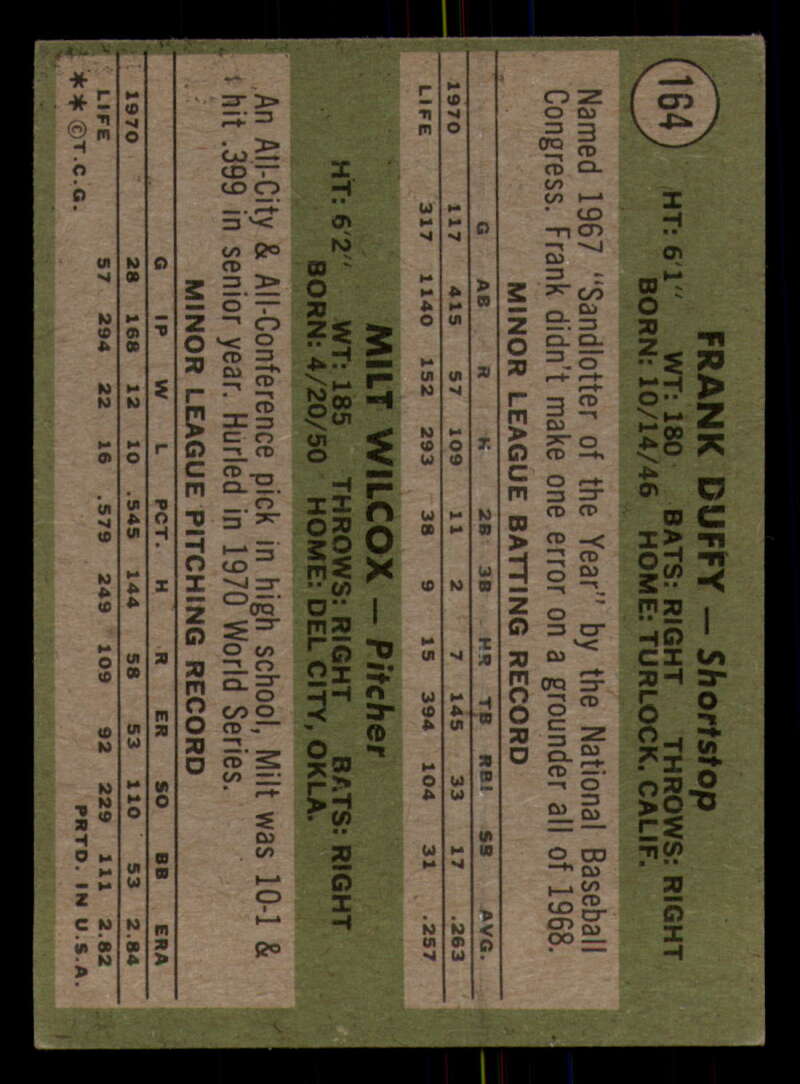 164
FRANK DUFFY — Shortstop
HT: 6'1" WT: 180 BATS: RIGHT THROWS: RIGHT
BORN: 10/14/46 HOME: TURLOCK, CALIF.
Named 1967 "Sandlotter of the Year" by the National Baseball
Congress. Frank didn't make one error on a grounder all of 1968.
MINOR LEAGUE BATTING RECORD
G AB R H 2B 3B HR TB RBI SB AVG.
1970 117 415 57 109 11 2 7 145 33 17 .263
LIFE 317 1140 152 293 38 9 15 394 104 31 .257
MILT WILCOX — Pitcher
HT: 6'2" WT: 185 THROWS: RIGHT BATS: RIGHT
BORN: 4/20/50 HOME: DEL CITY, OKLA.
An All-City & All-Conference pick in high school, Milt was 10-1 &
hit .399 in senior year. Hurled in 1970 World Series.
MINOR LEAGUE PITCHING RECORD
G IP W L PCT. H R ER SO BB ERA
1970 28 168 12 10 .545 144 58 53 110 53 2.84
LIFE 57 294 22 16 .579 249 109 92 229 111 2.82
**©T.C.G. PRTD. IN U.S.A.